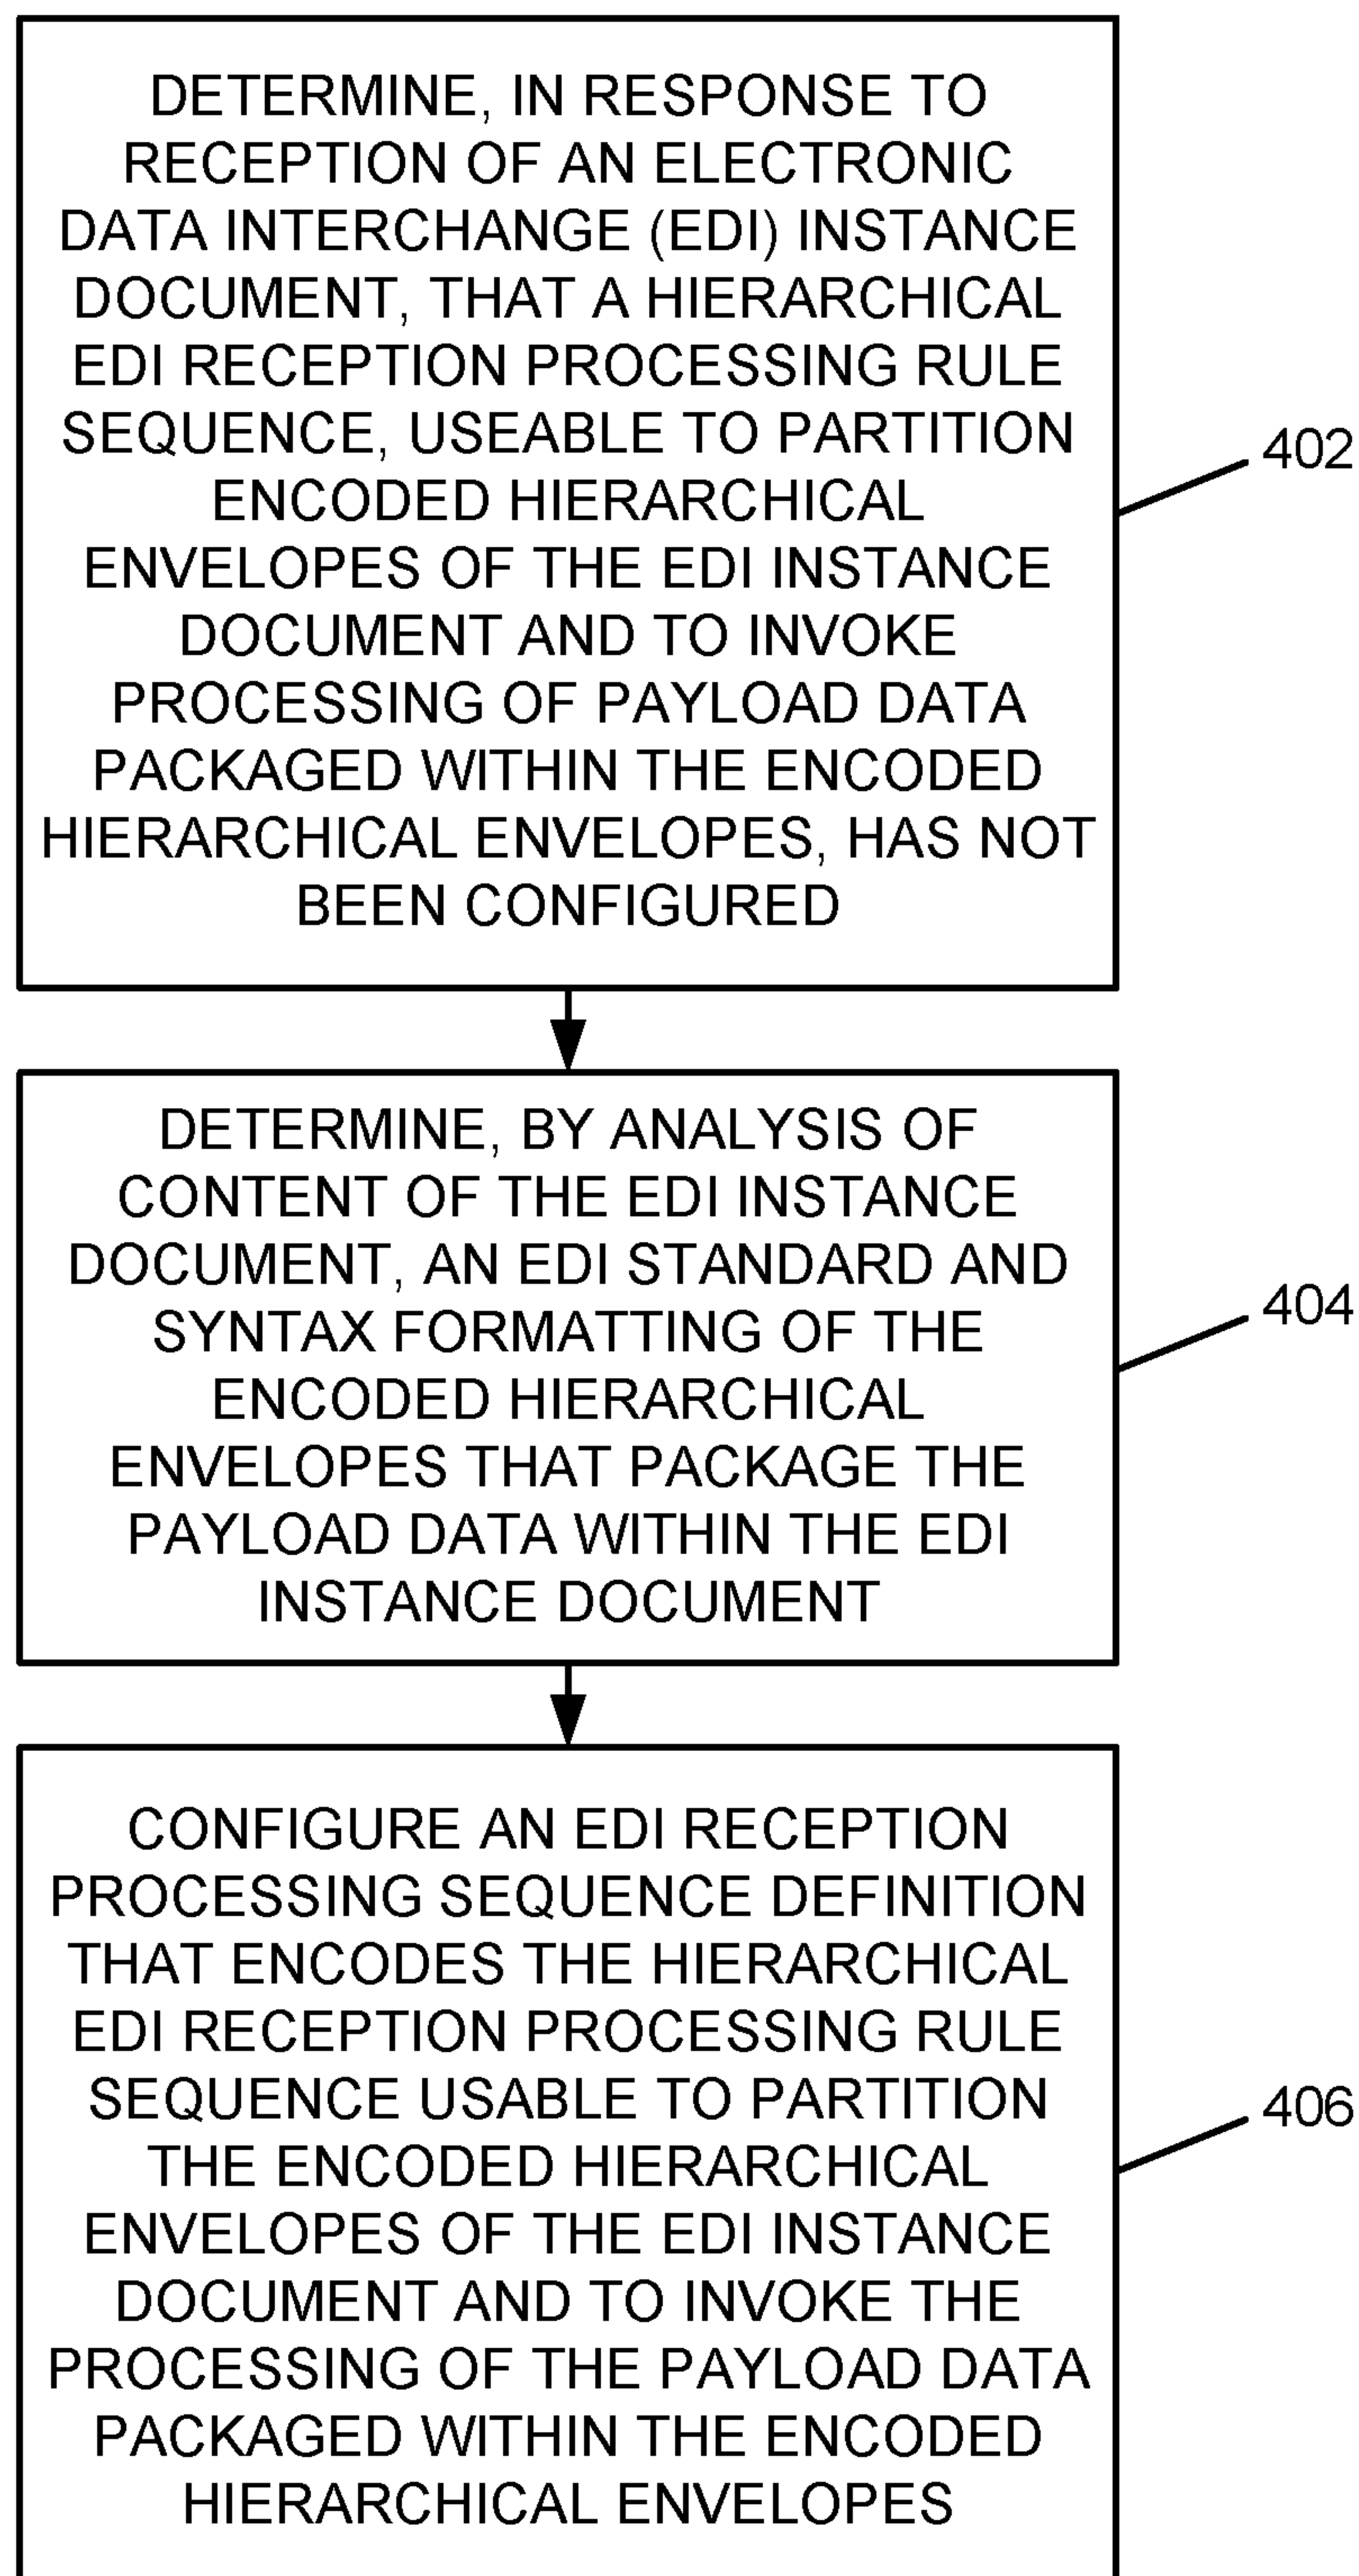 DETERMINE, IN RESPONSE TO
RECEPTION OF AN ELECTRONIC
DATA INTERCHANGE (EDI) INSTANCE
DOCUMENT, THAT A HIERARCHICAL
EDI RECEPTION PROCESSING RULE
SEQUENCE, USEABLE TO PARTITION
ENCODED HIERARCHICAL
ENVELOPES OF THE EDI INSTANCE
DOCUMENT AND TO INVOKE
PROCESSING OF PAYLOAD DATA
PACKAGED WITHIN THE ENCODED
HIERARCHICAL ENVELOPES, HAS NOT
BEEN CONFIGURED
402
DETERMINE, BY ANALYSIS OF
CONTENT OF THE EDI INSTANCE
DOCUMENT, AN EDI STANDARD AND
SYNTAX FORMATTING OF THE
ENCODED HIERARCHICAL
ENVELOPES THAT PACKAGE THE
PAYLOAD DATA WITHIN THE EDI
INSTANCE DOCUMENT
404
CONFIGURE AN EDI RECEPTION
PROCESSING SEQUENCE DEFINITION
THAT ENCODES THE HIERARCHICAL
EDI RECEPTION PROCESSING RULE
SEQUENCE USABLE TO PARTITION
THE ENCODED HIERARCHICAL
ENVELOPES OF THE EDI INSTANCE
DOCUMENT AND TO INVOKE THE
PROCESSING OF THE PAYLOAD DATA
PACKAGED WITHIN THE ENCODED
HIERARCHICAL ENVELOPES
406